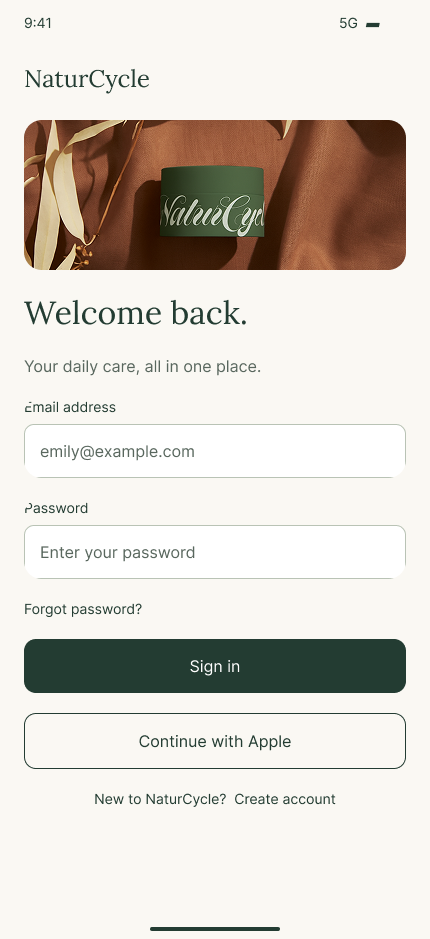 9:41 5G
NaturCycle
NaturCyc
Welcome back.
Your daily care, all in one place.
Email address
emily@example.com
Password
Enter your password
Forgot password?
Sign in
Continue with Apple
New to NaturCycle? Create account